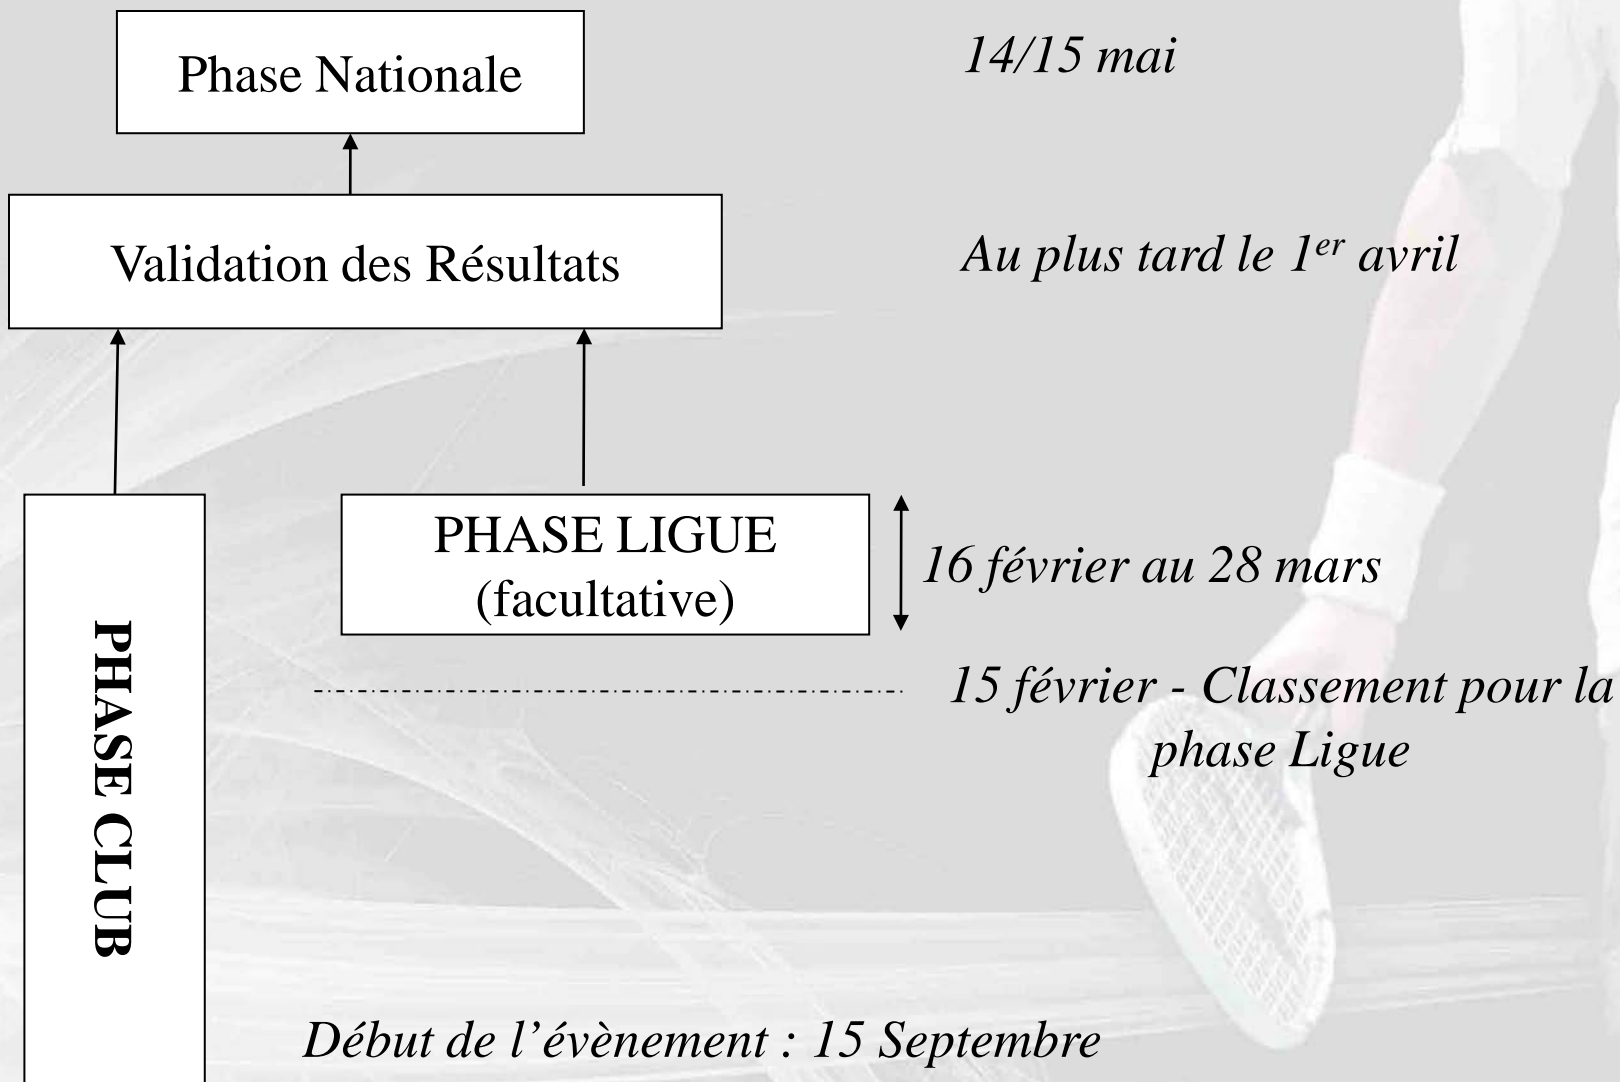 Phase Nationale
14/15 mai
Validation des Résultats
Au plus tard le 1er avril
PHASE LIGUE
(facultative)
16 février au 28 mars
15 février - Classement pour la
phase Ligue
PHASE CLUB
Début de l'évènement : 15 Septembre